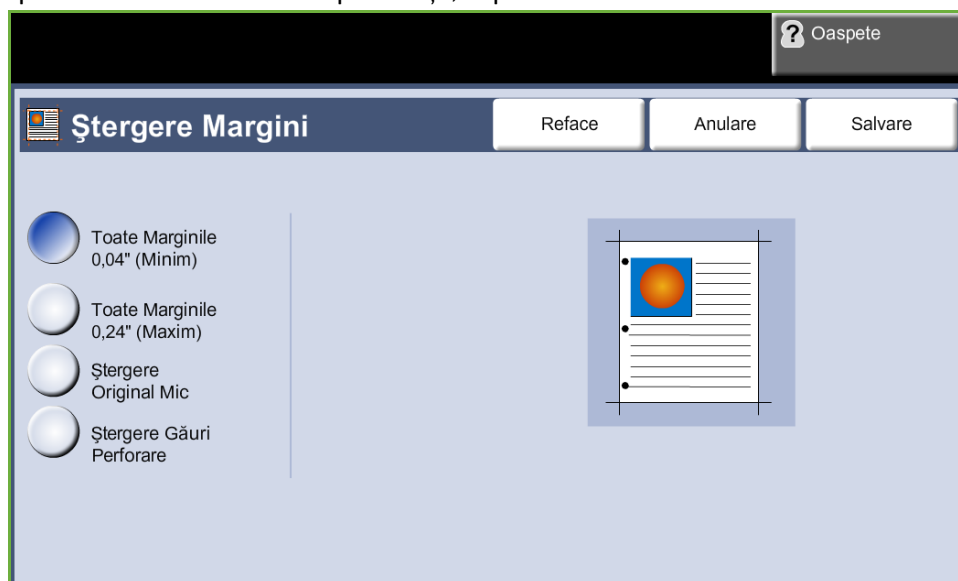 ? Oaspete
Ştergere Margini
Reface
Anulare
Salvare
Toate Marginile
0,04" (Minim)
Toate Marginile
0,24" (Maxim)
Ştergere
Original Mic
Ştergere Găuri
Perforare